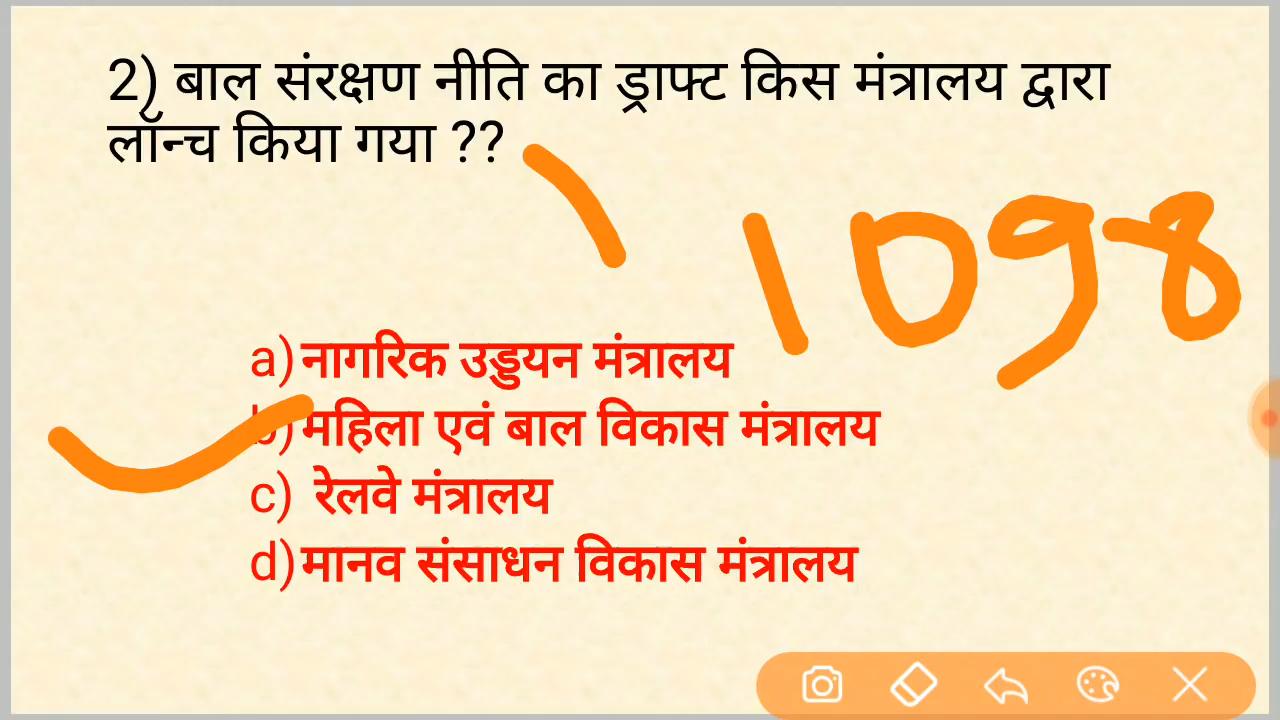 2) बाल संरक्षण नीति का ड्राफ्ट किस मंत्रालय द्वारा
लॉन्च किया गया ??
1098
a) नागरिक उड्डयन मंत्रालय
b) महिला एवं बाल विकास मंत्रालय
c) रेलवे मंत्रालय
d) मानव संसाधन विकास मंत्रालय